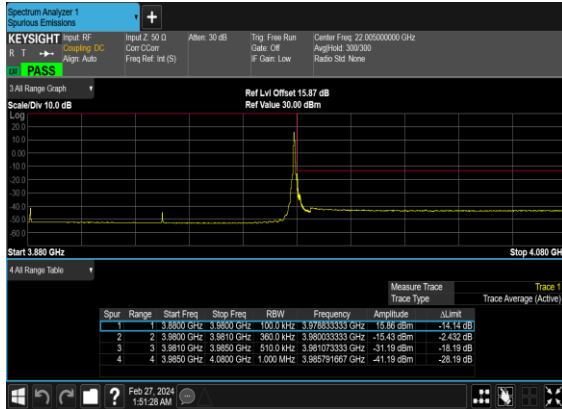 Spectrum Analyzer 1
Spurious Emissions
+
KEYSIGHT Input: RF Input Z: 50 Ω Atten: 30 dB Trig: Free Run Center Freq: 22.005000000 GHz
R T Coupling: DC Corr CCorr Gate: Off Avg|Hold: 300/300
Align: Auto Freq Ref: Int (S) IF Gain: Low Radio Std: None
LW PASS
3 All Range Graph
Ref Lvl Offset 15.87 dB
Scale/Div 10.0 dB Ref Value 30.00 dBm
Log
20.0
10.0
0.00
-10.0
-20.0
-30.0
-40.0
-50.0
-60.0
Start 3.880 GHz Stop 4.080 GH
4 All Range Table
Measure Trace Trace 1
Trace Type Trace Average (Active)
Spur Range Start Freq Stop Freq RBW Frequency Amplitude ΔLimit
1 1 3.8800 GHz 3.9800 GHz 100.0 kHz 3.978833333 GHz 15.86 dBm -14.14 dB
2 2 3.9800 GHz 3.9810 GHz 360.0 kHz 3.980033333 GHz -15.43 dBm -2.432 dB
3 3 3.9810 GHz 3.9850 GHz 510.0 kHz 3.981073333 GHz -31.19 dBm -18.19 dB
4 4 3.9850 GHz 4.0800 GHz 1.000 MHz 3.985791667 GHz -41.19 dBm -28.19 dB
? Feb 27, 2024
1:51:28 AM